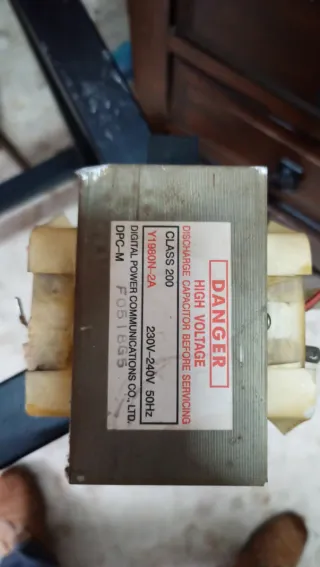 DANGER
HIGH VOLTAGE
DISCHARGE CAPACITOR BEFORE SERVICING
CLASS 200
Y1980N-2A 230V-240V 50Hz
DIGITAL POWER COMMUNICATIONS CO., LTD.
DPC-M F0518G5